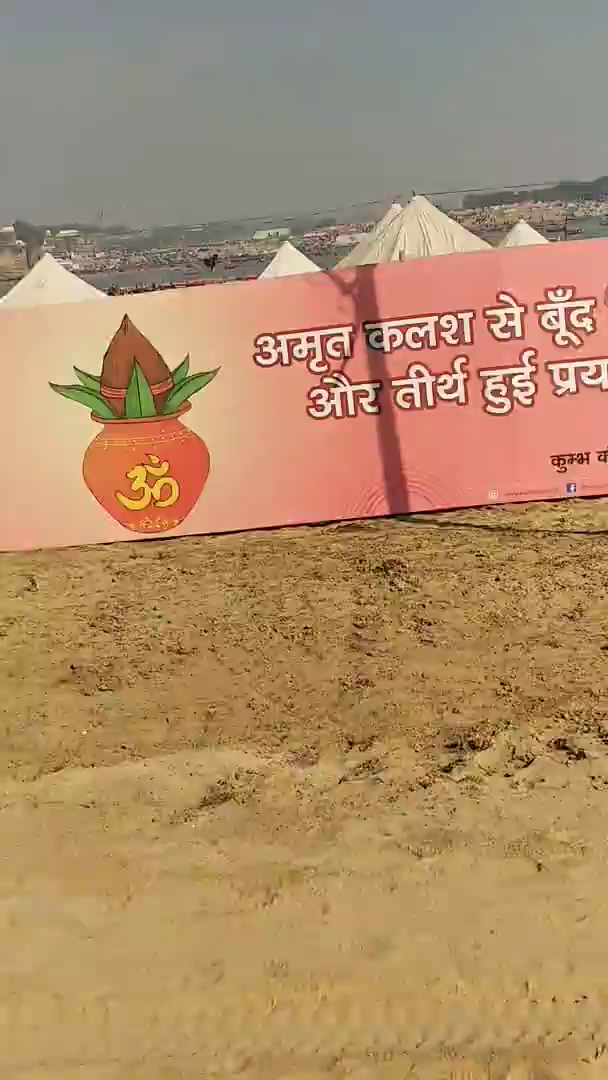 अमृत कलश से बूँद
और तीर्थ हुई प्रय
कुम्भ क
ॐ